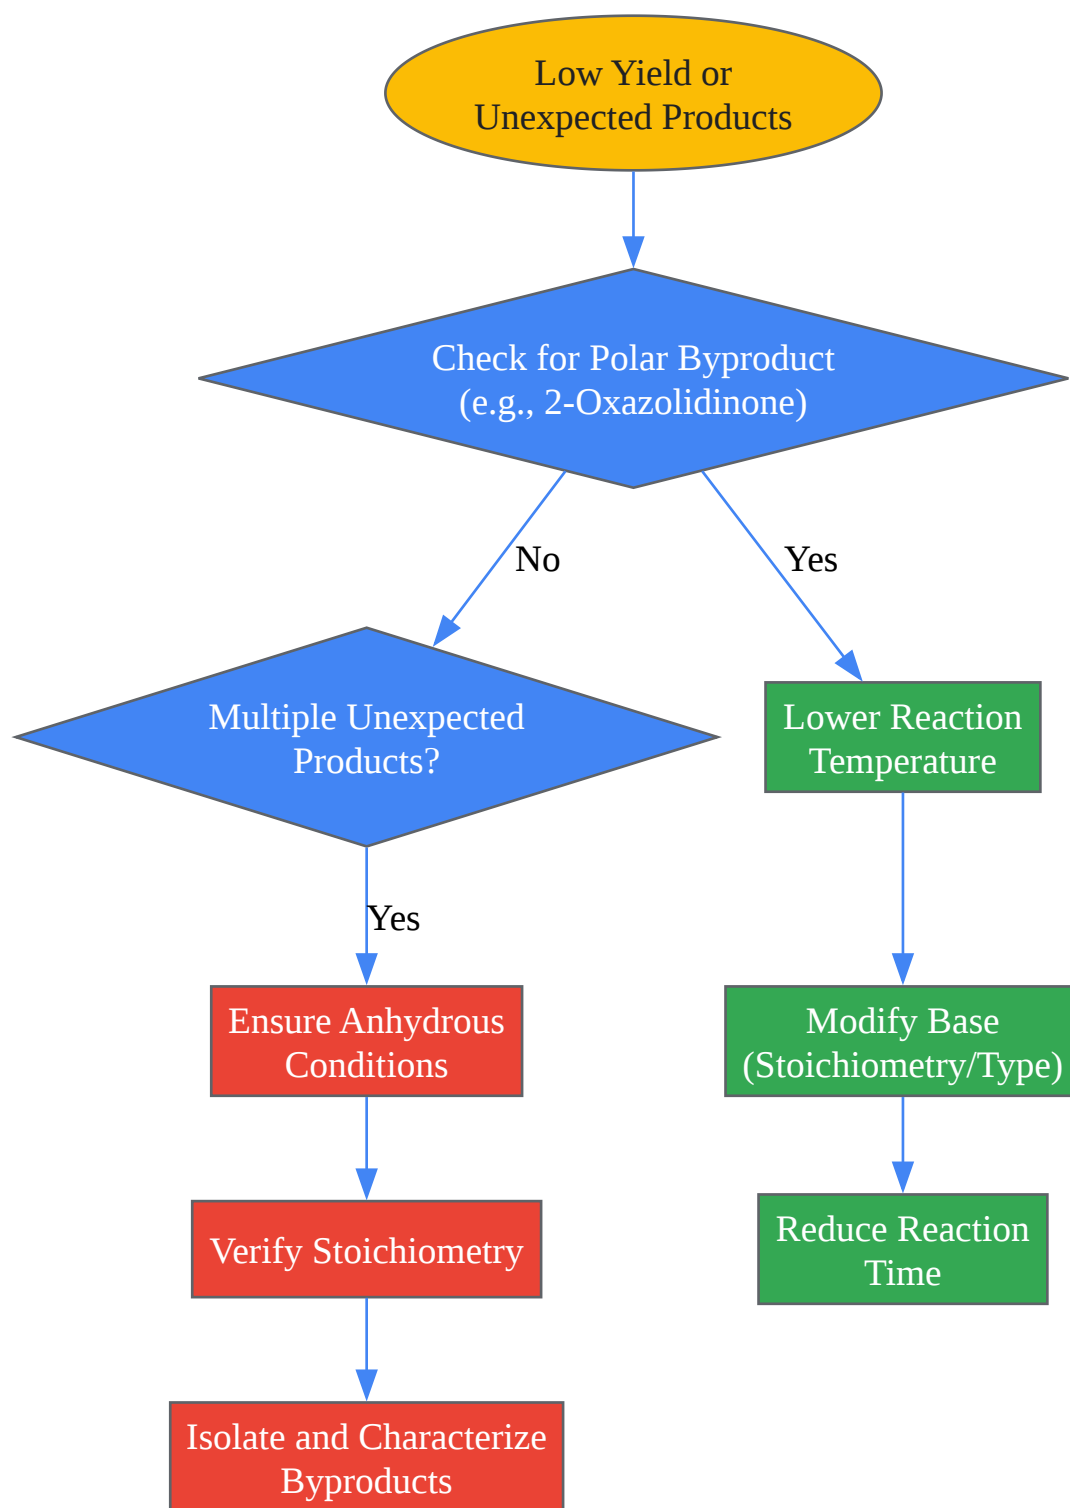 Low Yield or
Unexpected Products
Check for Polar Byproduct
(e.g., 2-Oxazolidinone)
No
Yes
Multiple Unexpected
Products?
Lower Reaction
Temperature
Yes
Ensure Anhydrous
Conditions
Modify Base
(Stoichiometry/Type)
Verify Stoichiometry
Reduce Reaction
Time
Isolate and Characterize
Byproducts